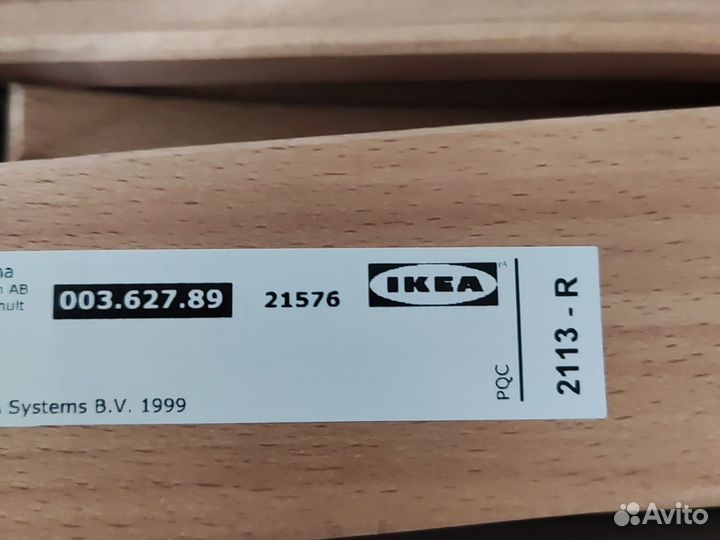 na
n AB
hult
003.627.89
21576
IKEA
Systems B.V. 1999
PQC
2113 - R
Avito